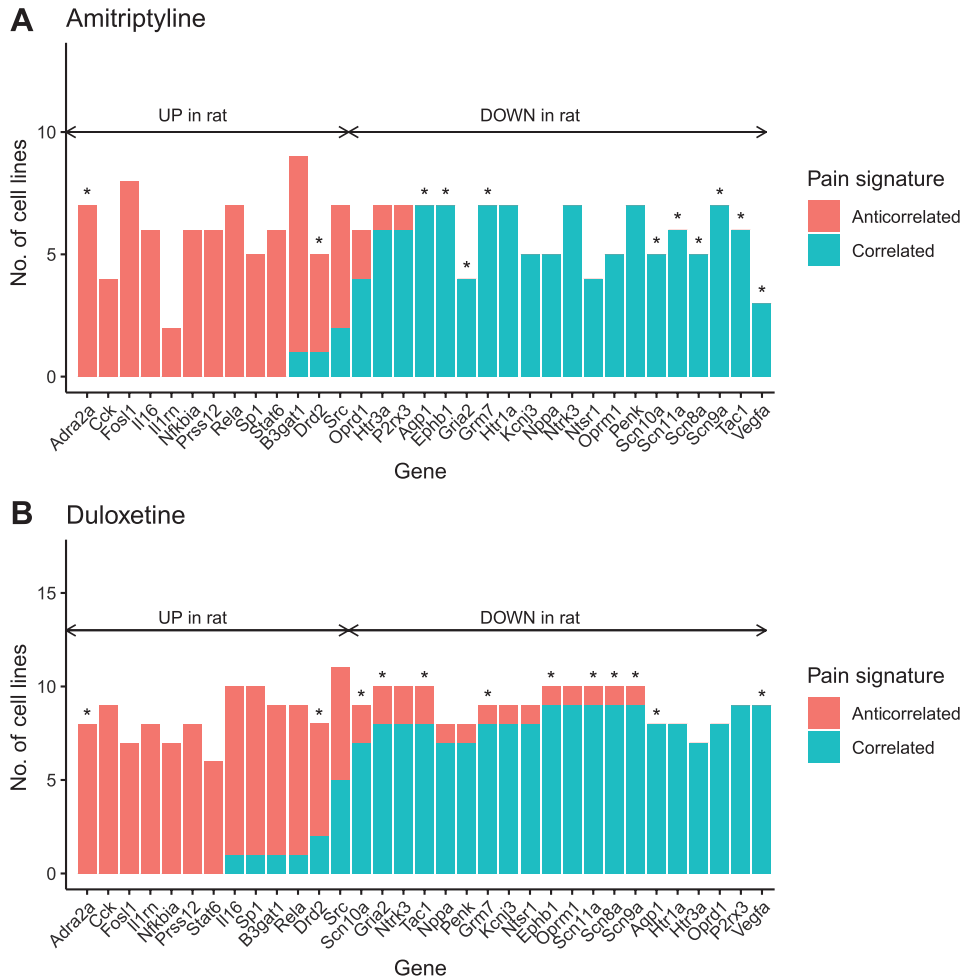 A Amitriptyline
No. of cell lines
10
5
0
UP in rat
DOWN in rat
* * * * * * * * * * * *
Adra2a
Cck
Fosl1
Il16
Il1rn
Nfkbia
Prss12
Rela
Sp1
Stat6
B3gat1
Drd2
Src
Oprd1
Htr3a
P2rx3
Aqp1
Ephb1
Gria2
Grm7
Htr1a
Kcnj3
Nppa
Ntrk3
Ntsr1
Oprm1
Penk
Scn10a
Scn11a
Scn8a
Scn9a
Tac1
Vegfa
Gene
Pain signature
Anticorrelated
Correlated
B Duloxetine
No. of cell lines
15
10
5
0
UP in rat
DOWN in rat
* * * * * * * * * * * *
Adra2a
Cck
Fosl1
Il1rn
Nfkbia
Prss12
Stat6
Il16
Sp1
B3gat1
Rela
Drd2
Src
Scn10a
Gria2
Ntrk3
Tac1
Nppa
Penk
Grm7
Kcnj3
Ntsr1
Ephb1
Oprm1
Scn11a
Scn8a
Scn9a
Aqp1
Htr1a
Htr3a
Oprd1
P2rx3
Vegfa
Gene
Pain signature
Anticorrelated
Correlated